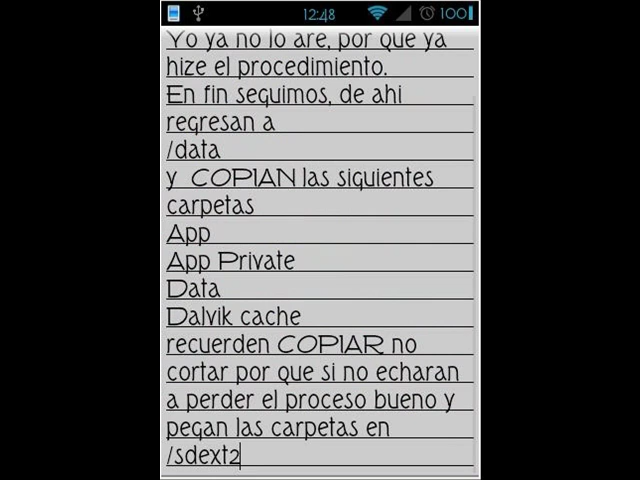 12:48 100
Yo ya no lo are, por que ya
hize el procedimiento.
En fin seguimos, de ahi
regresan a
/data
y COPIAN las siguientes
carpetas
App
App Private
Data
Dalvik cache
recuerden COPIAR no
cortar por que si no echaran
a perder el proceso bueno y
pegan las carpetas en
/sdext2